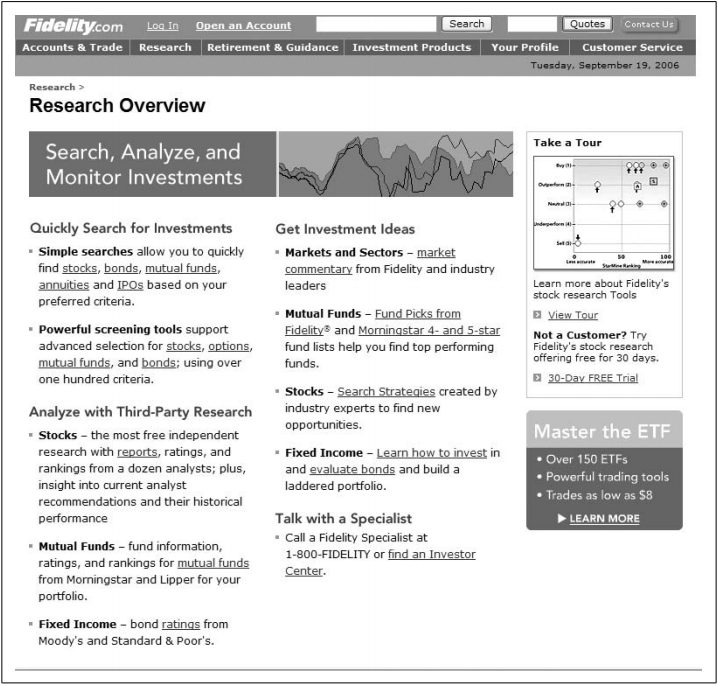 Fidelity.com Log In Open an Account Search Quotes Contact Us
Accounts & Trade Research Retirement & Guidance Investment Products Your Profile Customer Service
Tuesday, September 19, 2006
Research >
Research Overview
Search, Analyze, and
Monitor Investments
Quickly Search for Investments
Simple searches allow you to quickly
find stocks, bonds, mutual funds,
annuities and IPOs based on your
preferred criteria.
Powerful screening tools support
advanced selection for stocks, options,
mutual funds, and bonds; using over
one hundred criteria.
Analyze with Third-Party Research
Stocks – the most free independent
research with reports, ratings, and
rankings from a dozen analysts; plus,
insight into current analyst
recommendations and their historical
performance
Mutual Funds – fund information,
ratings, and rankings for mutual funds
from Morningstar and Lipper for your
portfolio.
Fixed Income – bond ratings from
Moody's and Standard & Poor's.
Get Investment Ideas
Markets and Sectors – market
commentary from Fidelity and industry
leaders
Mutual Funds – Fund Picks from
Fidelity® and Morningstar 4- and 5-star
fund lists help you find top performing
funds.
Stocks – Search Strategies created by
industry experts to find new
opportunities.
Fixed Income – Learn how to invest in
and evaluate bonds and build a
laddered portfolio.
Talk with a Specialist
Call a Fidelity Specialist at
1-800-FIDELITY or find an Investor
Center.
Take a Tour
Buy (1)
Outperform (2)
A S
Neutral (3)
Underperform (4)
Sell (5)
0 50 100
Less accurate StarMine Ranking More accurate
Learn more about Fidelity's
stock research Tools
View Tour
Not a Customer? Try
Fidelity's stock research
offering free for 30 days.
30-Day FREE Trial
Master the ETF
• Over 150 ETFs
• Powerful trading tools
• Trades as low as $8
LEARN MORE